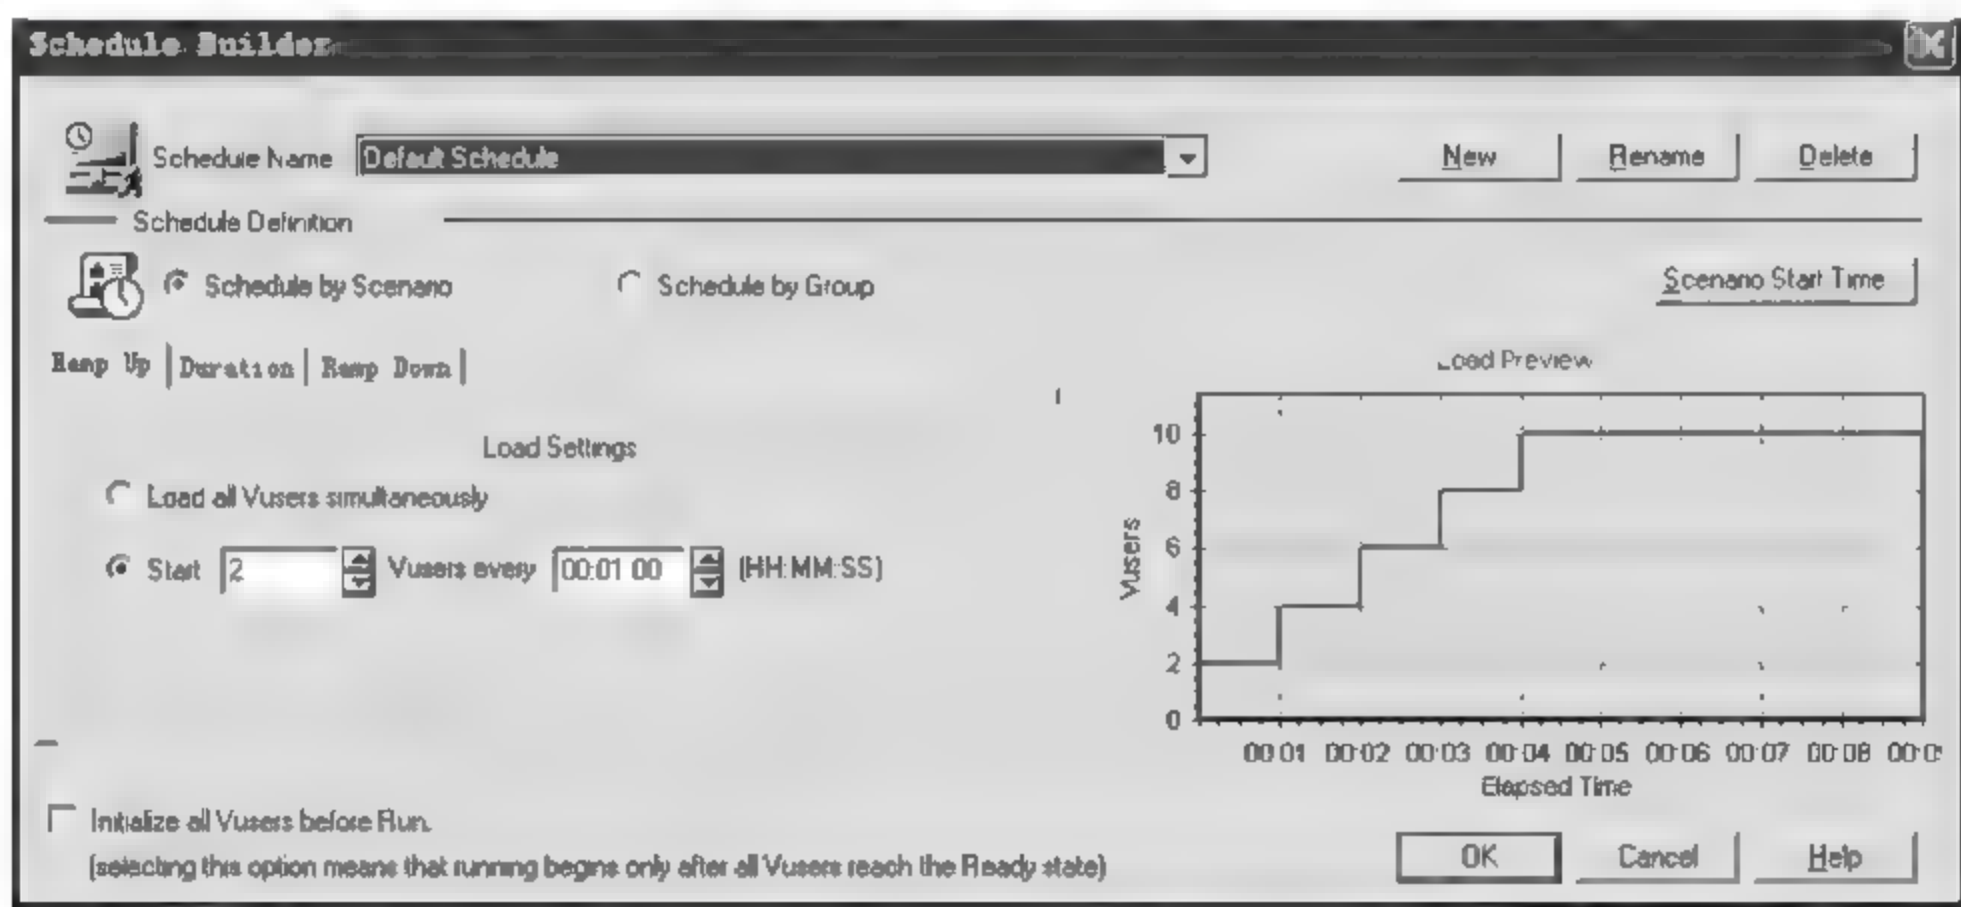 Schedule Builder
Schedule Name Default Schedule New Rename Delete
Schedule Definition
Schedule by Scenario Schedule by Group Scenario Start Time
Ramp Up Duration Ramp Down
Load Preview
Load Settings
Load all Vusers simultaneously
Start 2 Vusers every 00:01:00 (HH:MM:SS)
Vusers
10
8
6
4
2
0
00:01 00:02 00:03 00:04 00:05 00:06 00:07 00:08
Elapsed Time
Initialize all Vusers before Run.
(selecting this option means that running begins only after all Vusers reach the Ready state)
OK Cancel Help